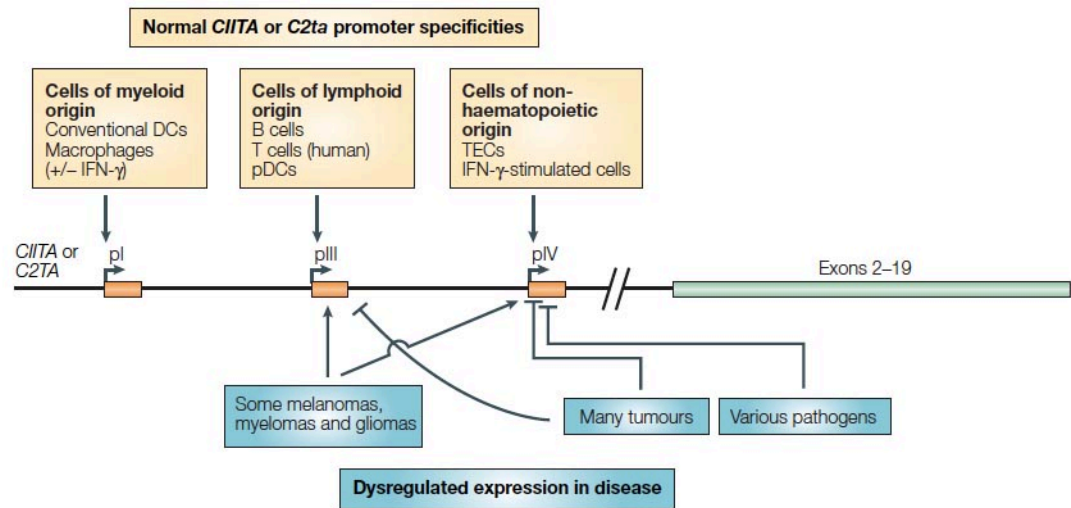 Normal CIITA or C2ta promoter specificities
Cells of myeloid
origin
Conventional DCs
Macrophages
(+/– IFN-γ)
Cells of lymphoid
origin
B cells
T cells (human)
pDCs
Cells of non-
haematopoietic
origin
TECs
IFN-γ-stimulated cells
CIITA or
C2TA
pI
pIII
pIV
Exons 2–19
Some melanomas,
myelomas and gliomas
Many tumours
Various pathogens
Dysregulated expression in disease